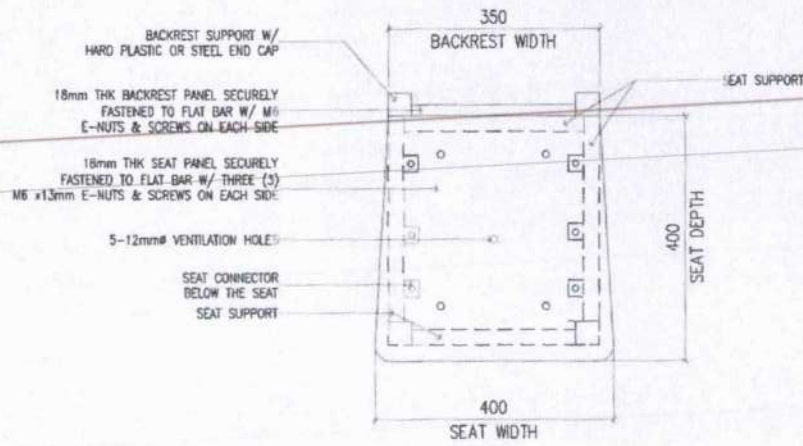 350
BACKREST WIDTH
BACKREST SUPPORT W/
HARD PLASTIC OR STEEL END CAP
SEAT SUPPORT
18mm THK BACKREST PANEL SECURELY
FASTENED TO FLAT BAR W/ M6
E-NUTS & SCREWS ON EACH SIDE
18mm THK SEAT PANEL SECURELY
FASTENED TO FLAT BAR W/ THREE (3)
M6 x13mm E-NUTS & SCREWS ON EACH SIDE
5-12mmØ VENTILATION HOLES
SEAT CONNECTOR
BELOW THE SEAT
SEAT SUPPORT
400
SEAT DEPTH
400
SEAT WIDTH